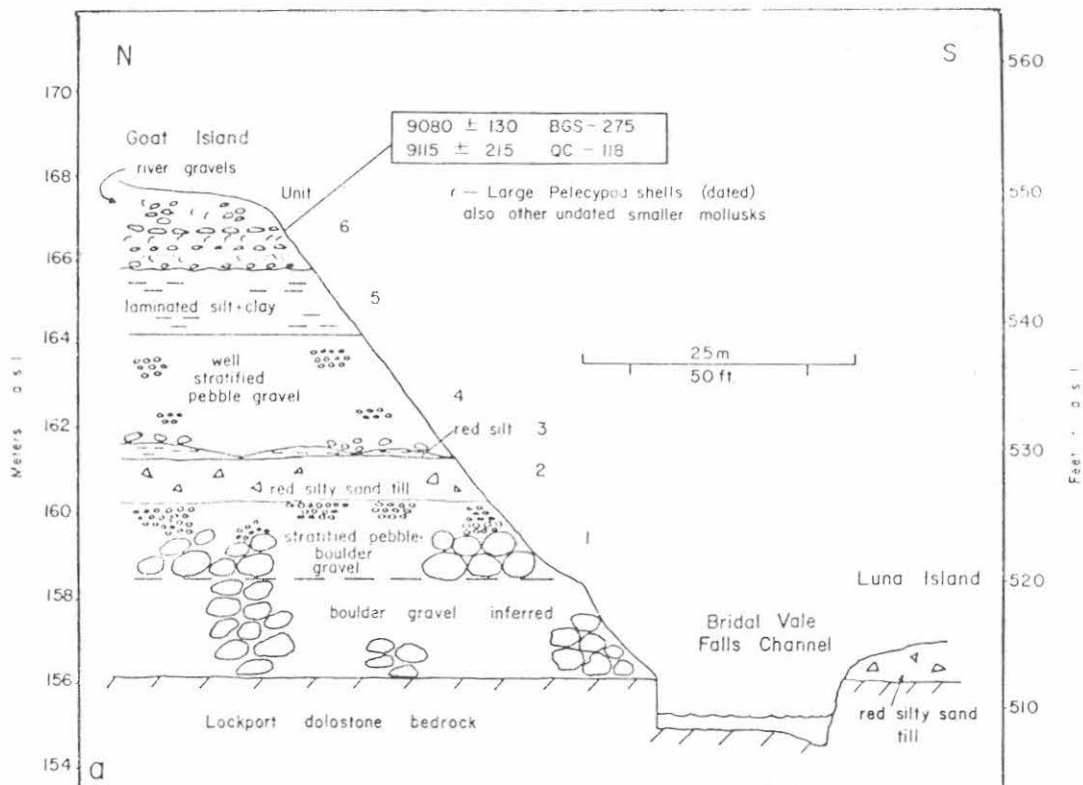 N
S
170
168
166
164
162
160
158
156
154
Meters a s l
560
550
540
530
520
510
Feet a s l
Goat Island
river gravels
Unit
9080 ± 130 BGS-275
9115 ± 215 QC-118
r — Large Pelecypod shells (dated)
also other undated smaller mollusks
6
laminated silt+clay
5
25m
50 ft
well
stratified
pebble gravel
4
red silt 3
2
red silty sand till
1
stratified pebble-
boulder
gravel
boulder gravel inferred
Luna Island
Bridal Vale
Falls Channel
red silty sand
till
Lockport dolostone bedrock
a